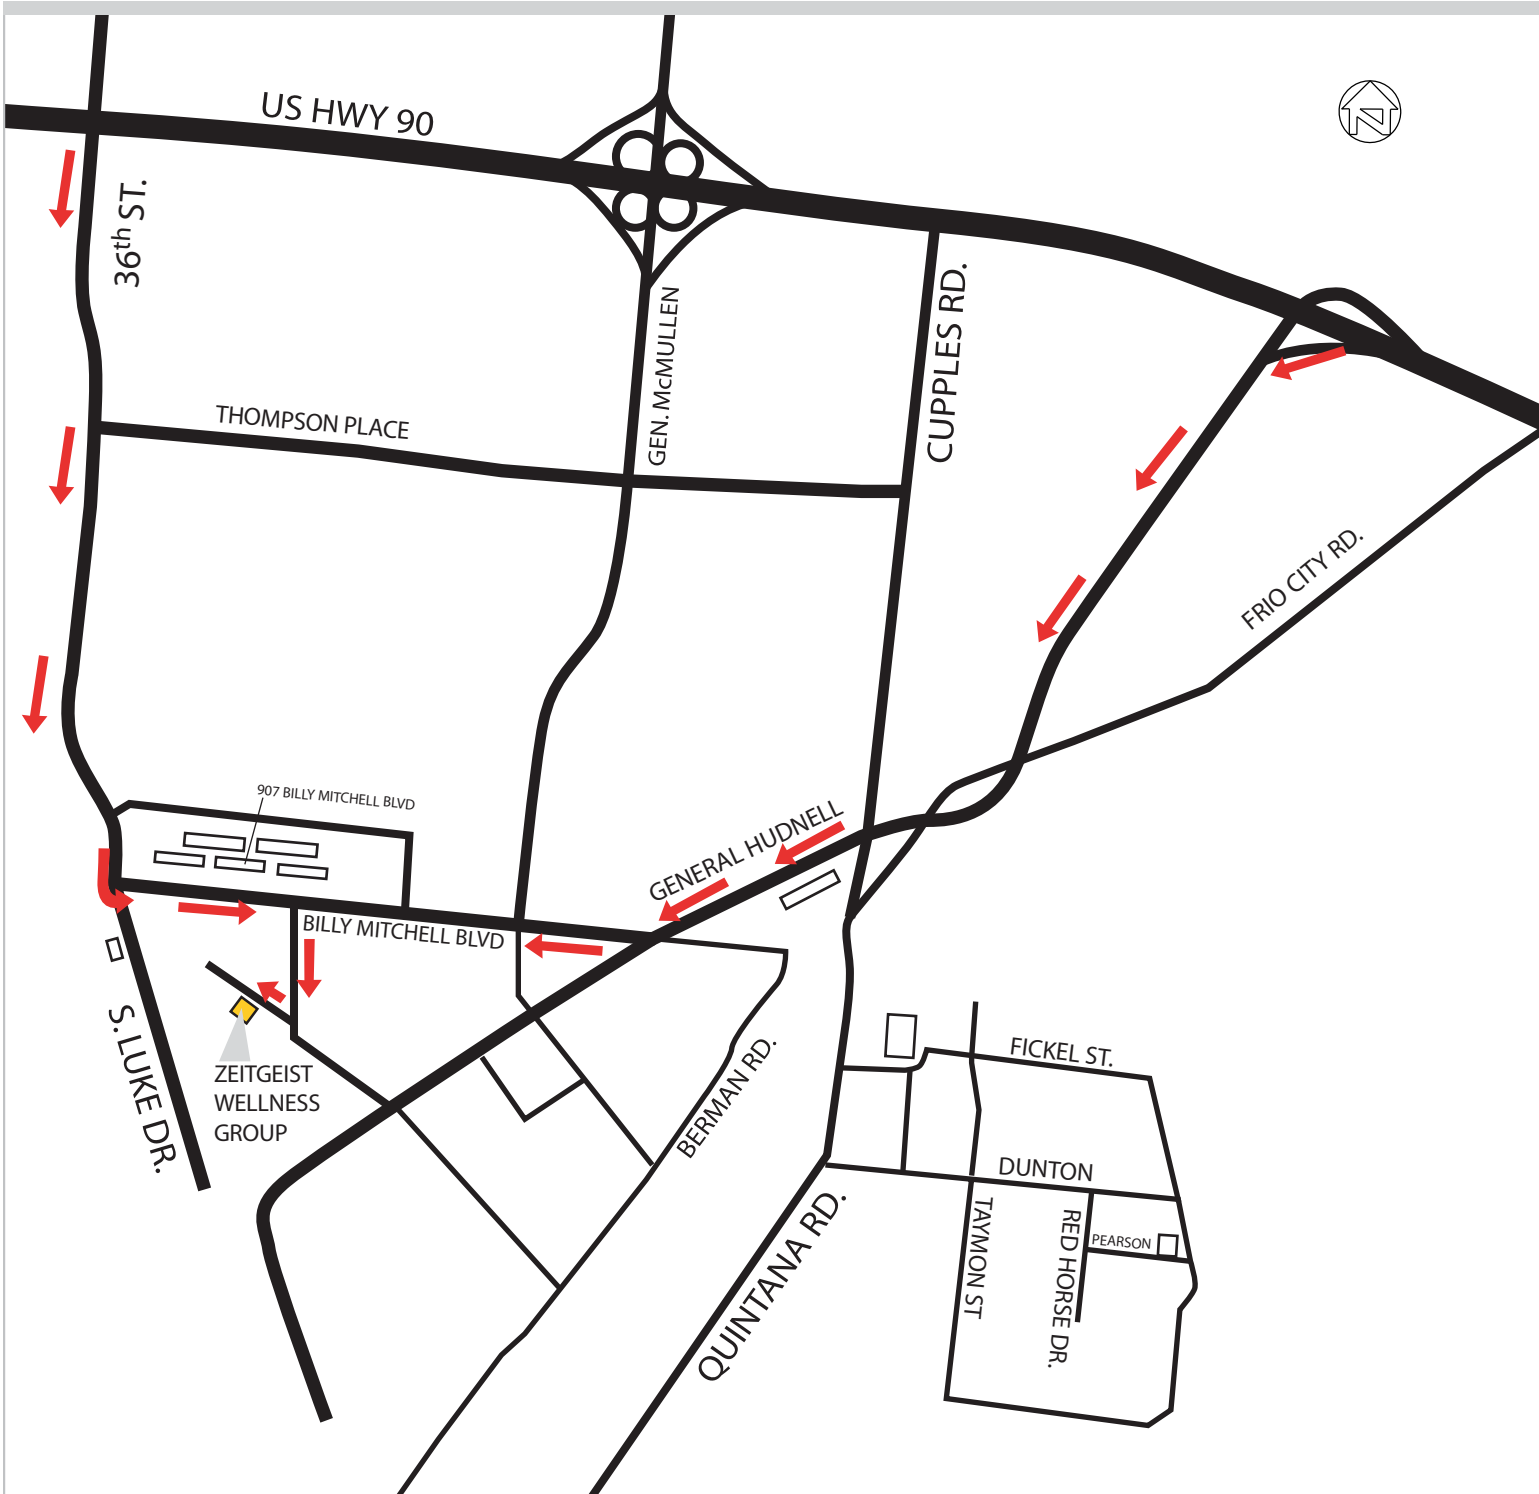 US HWY 90
36th ST.
GEN. McMULLEN
CUPPLES RD.
THOMPSON PLACE
FRIO CITY RD.
907 BILLY MITCHELL BLVD
GENERAL HUDNELL
BILLY MITCHELL BLVD
S. LUKE DR.
ZEITGEIST
WELLNESS
GROUP
BERMAN RD.
FICKEL ST.
DUNTON
QUINTANA RD.
TAYMON ST
RED HORSE DR.
PEARSON
N